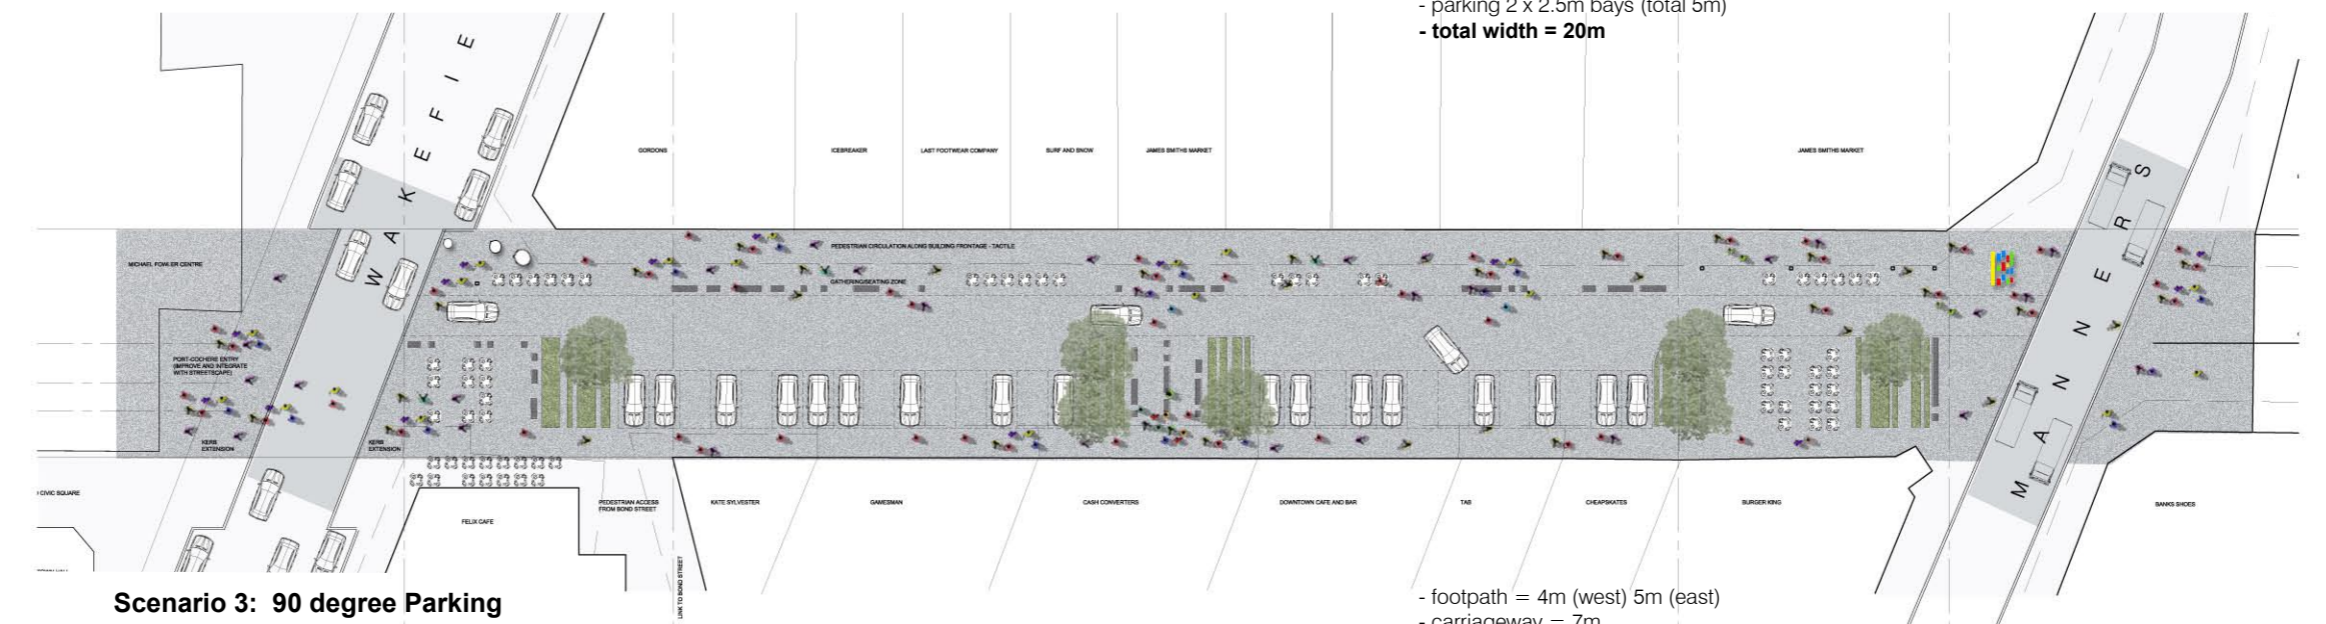 - parking 2 x 2.5m bays (total 5m)
- total width = 20m
WAKEFIE
GORDONS
ICEBREAKER
LAST FOOTWEAR COMPANY
SURF AND SNOW
JAMES SMITHS MARKET
JAMES SMITHS MARKET
MANNERS
PEDESTRIAN CIRCULATION ALONG BUILDING FRONTAGE - TACTILE
MICHAEL FOWLER CENTRE
GATHERING/SEATING ZONE
PORT-COCHERE ENTRY
(IMPROVE AND INTEGRATE
WITH STREETSCAPE)
KERB
EXTENSION
KERB
EXTENSION
CIVIC SQUARE
FELIX CAFE
PEDESTRIAN ACCESS
FROM BOND STREET
KATE SYLVESTER
GAMESMAN
CASH CONVERTERS
DOWNTOWN CAFE AND BAR
TAB
CHEAPSKATES
BURGER KING
BANKS SHOES
LINK TO BOND STREET
Scenario 3: 90 degree Parking
- footpath = 4m (west) 5m (east)
- carriageway = 7m